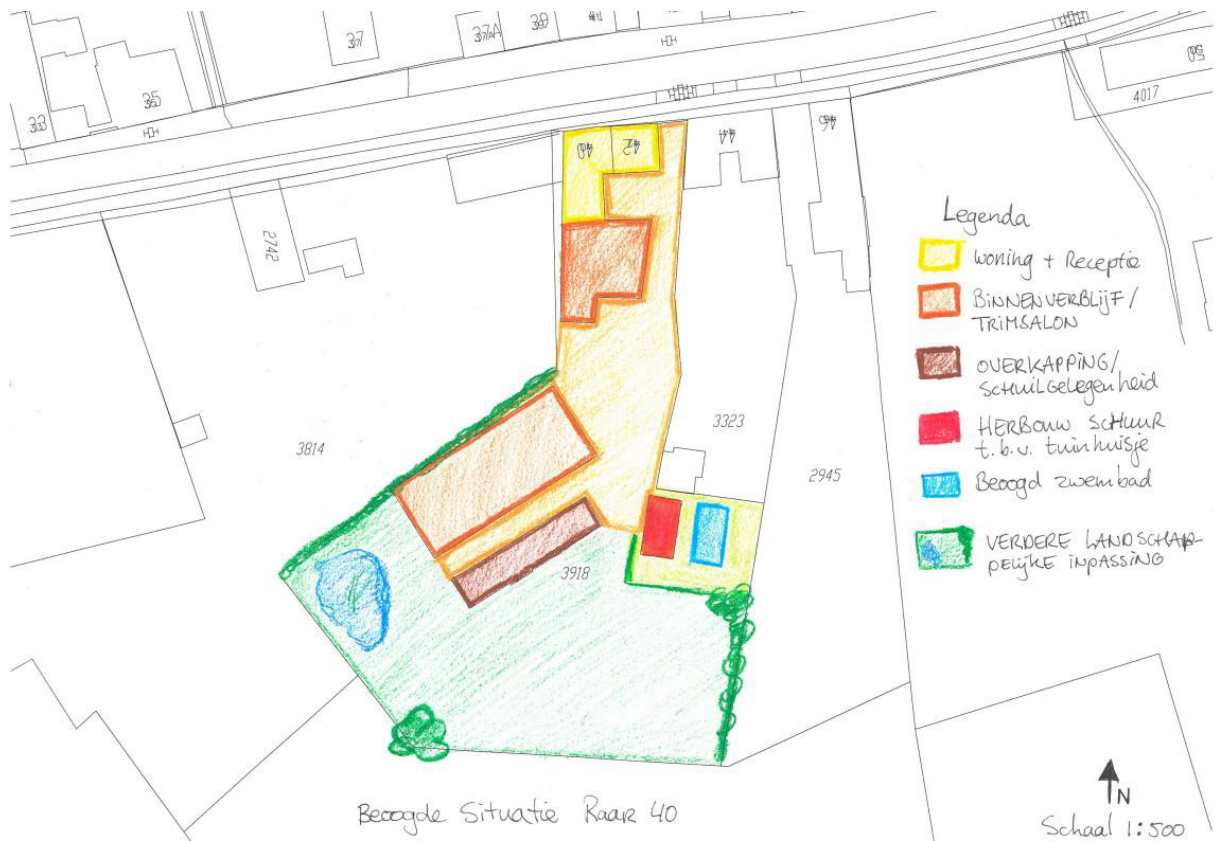 37
37A
39
41
50
35
33
4017
40
42
44
46
2742
Legenda
woning + Receptie
BINNENVERBLIJF /
TRIMSALON
OVERKAPPING/
SCHUILGELEGENHEID
HERBOUW SCHUUR
t.b.v. tuinhuisje
Beoogd zwembad
VERDERE LANDSCHAP-
PELIJKE INPASSING
3814
3323
2945
3918
Beoogde Situatie Raar 40
N
Schaal 1:500